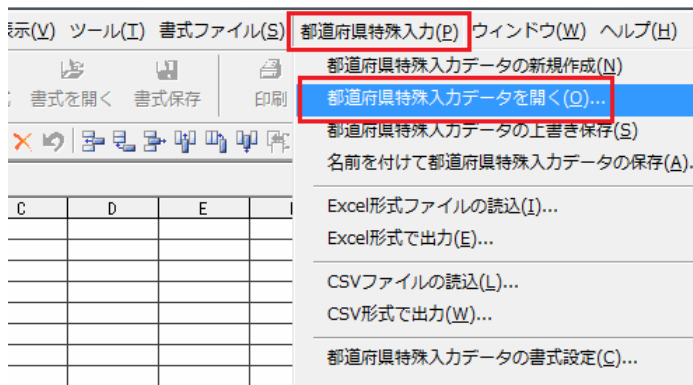 表示(V) ツール(T) 書式ファイル(S) 都道府県特殊入力(P) ウィンドウ(W) ヘルプ(H)
書式を開く 書式保存 印刷
C D E
都道府県特殊入力データの新規作成(N)
都道府県特殊入力データを開く(O)...
都道府県特殊入力データの上書き保存(S)
名前を付けて都道府県特殊入力データの保存(A)...
Excel形式ファイルの読込(I)...
Excel形式で出力(E)...
CSVファイルの読込(L)...
CSV形式で出力(W)...
都道府県特殊入力データの書式設定(C)...